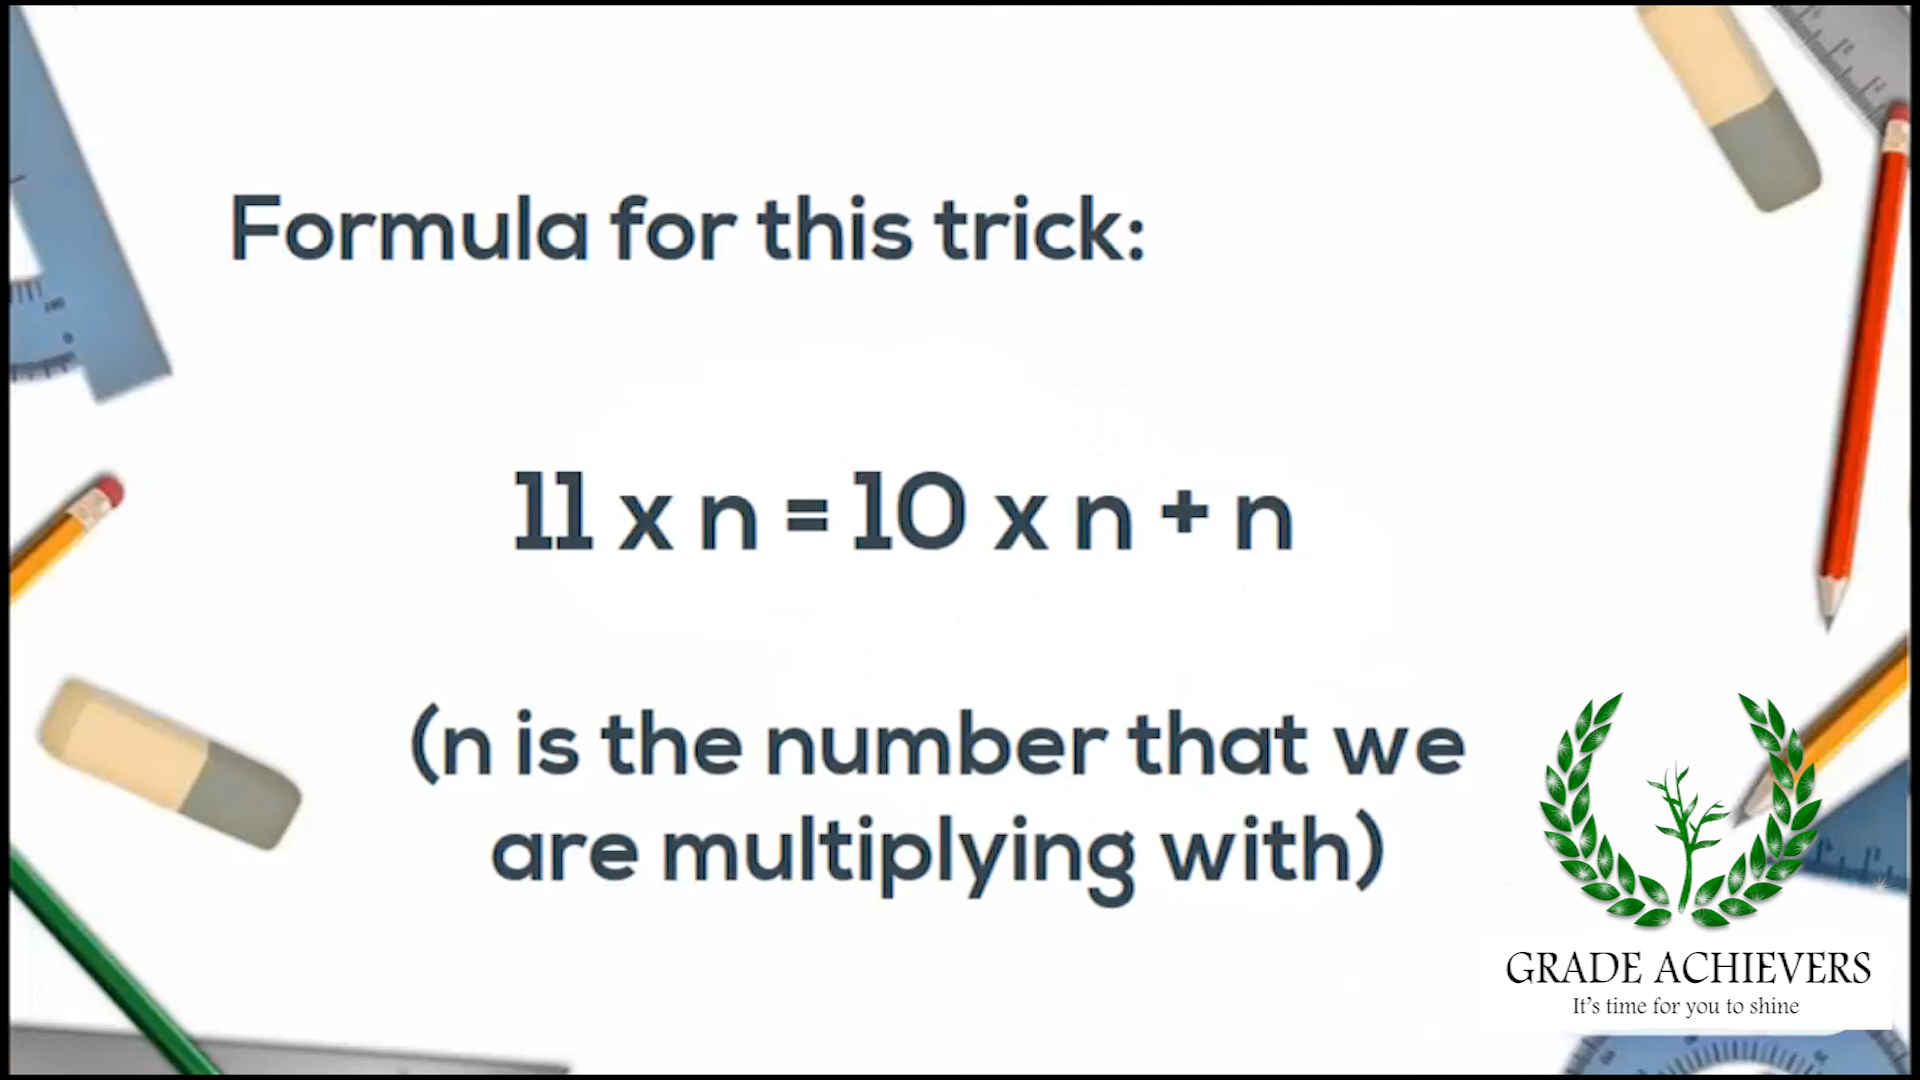 Formula for this trick:
11 x n = 10 x n + n
(n is the number that we
are multiplying with)
GRADE ACHIEVERS
It's time for you to shine